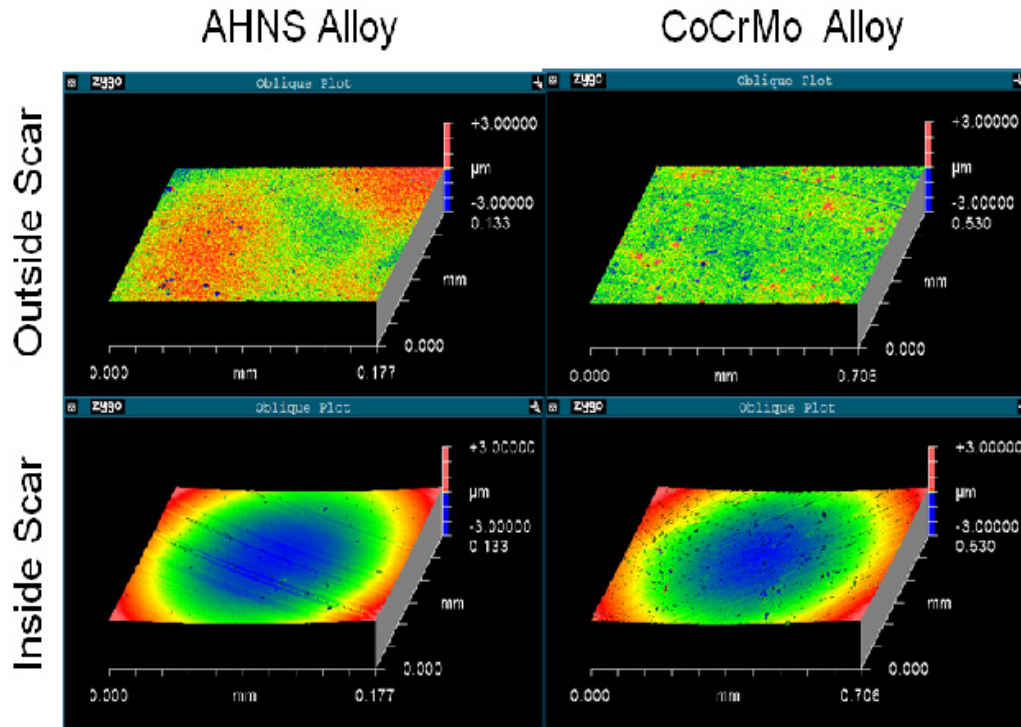 AHNS Alloy
CoCrMo Alloy
Outside Scar
zygo Oblique Plot
+3.00000
µm
-3.00000
0.133
mm
0.000
0.000 mm 0.177
zygo Oblique Plot
+3.00000
µm
-3.00000
0.530
mm
0.000
0.000 mm 0.706
Inside Scar
zygo Oblique Plot
+3.00000
µm
-3.00000
0.133
mm
0.000
0.000 mm 0.177
zygo Oblique Plot
+3.00000
µm
-3.00000
0.530
mm
0.000
0.000 mm 0.706